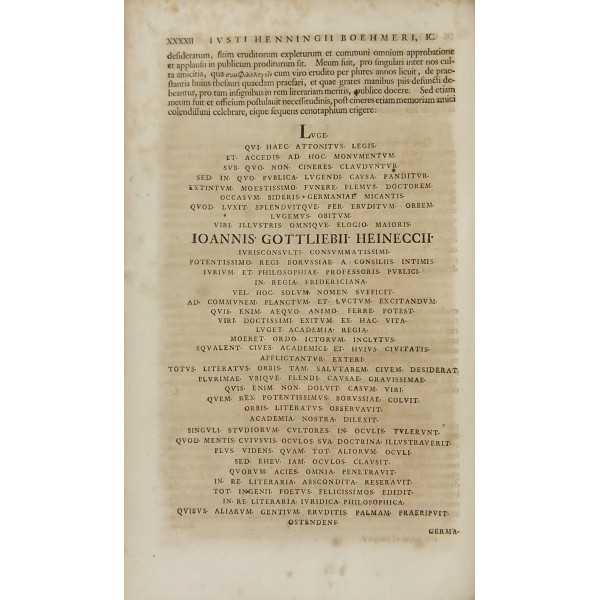 XXXXII IVSTI HENNINGII BOEHMERI, IC.
desideratum, sitim eruditorum expleturum et communi omnium approbatione
et applausu in publicum proditurum sit. Meum fuit, pro singulari inter nos cul-
ta amicitia, qua cum viro erudito per plures annos licuit, de prae-
stantia huius thesauri quaedam praefari, et quae grates manibus piis defuncti de-
beantur, pro tam insignibus in rem literariam meritis, publice docere. Sed etiam
meum fuit et officium postulavit necessitudinis, post cineres etiam memoriam amici
colendissimi celebrare, eique sequens cenotaphium erigere:
LVGE·
QVI· HAEC· ATTONITVS· LEGIS·
ET· ACCEDIS· AD· HOC· MONVMENTVM·
SVB· QVO· NON· CINERES· CLAVDVNTVR·
SED· IN· QVO· PVBLICA· LVGENDI· CAVSA· PANDITVR·
EXTINTVM· MOESTISSIMO· FVNERE· FLEMVS· DOCTOREM·
OCCASVM· SIDERIS· GERMANIAE· MICANTIS·
QVOD· LVXIT· SPLENDVITQVE· PER· ERVDITVM· ORBEM·
LVGEMVS· OBITVM·
VIRI· ILLVSTRIS· OMNIQVE· ELOGIO· MAIORIS·
IOANNIS· GOTTLIEBII· HEINECCII·
IVRISCONSVLTI· CONSVMMATISSIMI·
POTENTISSIMO· REGI· BORVSSIAE· A· CONSILIIS· INTIMIS·
IVRIVM· ET· PHILOSOPHIAE· PROFESSORIS· PVBLICI·
IN· REGIA· FRIDERICIANA·
VEL· HOC· SOLVM· NOMEN· SVFFICIT·
AD· COMMVNEM· PLANCTVM· ET· LVCTVM· EXCITANDVM·
QVIS· ENIM· AEQVO· ANIMO· FERRE· POTEST·
VIRI· DOCTISSIMI· EXITVM· EX· HAC· VITA·
LVGET· ACADEMIA· REGIA·
MOERET· ORDO· ICTORVM· INCLYTVS·
SQVALENT· CIVES· ACADEMICI· ET· HVIVS· CIVITATIS·
AFFLICTANTVR· EXTERI·
TOTVS· LITERATVS· ORBIS· TAM· SALVTAREM· CIVEM· DESIDERAT·
PLVRIMAE· VBIQVE· FLENDI· CAVSAE· GRAVISSIMAE·
QVIS· ENIM· NON· DOLVIT· CASVM· VIRI·
QVEM· REX· POTENTISSIMVS· BORVSSIAE· COLVIT·
ORBIS· LITERATVS· OBSERVAVIT·
ACADEMIA· NOSTRA· DILEXIT·
SINGVLI· STVDIORVM· CVLTORES· IN· OCVLIS· TVLERVNT·
QVOD· MENTIS· CVIVSVIS· OCVLOS· SVA· DOCTRINA· ILLVSTRAVERIT·
PLVS· VIDENS· QVAM· TOT· ALIORVM· OCVLI·
SED· EHEV· IAM· OCVLOS· CLAVSIT·
QVORVM· ACIES· OMNIA· PENETRAVIT·
IN· RE· LITERARIA· ABSCONDITA· RESERAVIT·
TOT· INGENII· FOETVS· FELICISSIMOS· EDIDIT·
IN· RE· LITERARIA· IVRIDICA· PHILOSOPHICA·
QVIBVS· ALIARVM· GENTIVM· ERVDITIS· PALMAM· PRAERIPVIT·
OSTENDENS·
GERMA-